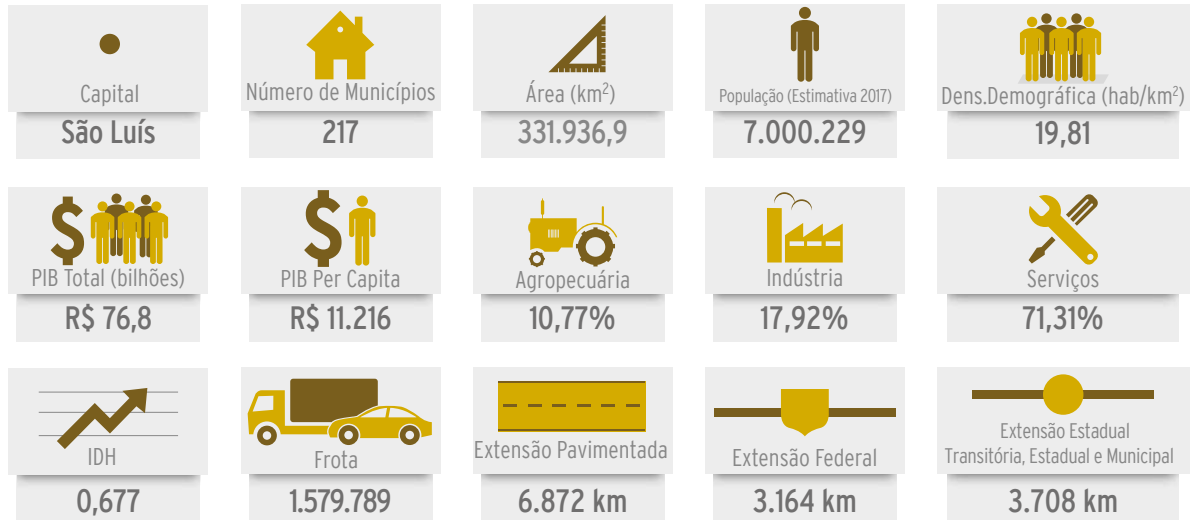 Capital
São Luís
Número de Municípios
217
Área (km²)
331.936,9
População (Estimativa 2017)
7.000.229
Dens.Demográfica (hab/km²)
19,81
$
PIB Total (bilhões)
R$ 76,8
$
PIB Per Capita
R$ 11.216
Agropecuária
10,77%
Indústria
17,92%
Serviços
71,31%
IDH
0,677
Frota
1.579.789
Extensão Pavimentada
6.872 km
Extensão Federal
3.164 km
Extensão Estadual
Transitória, Estadual e Municipal
3.708 km